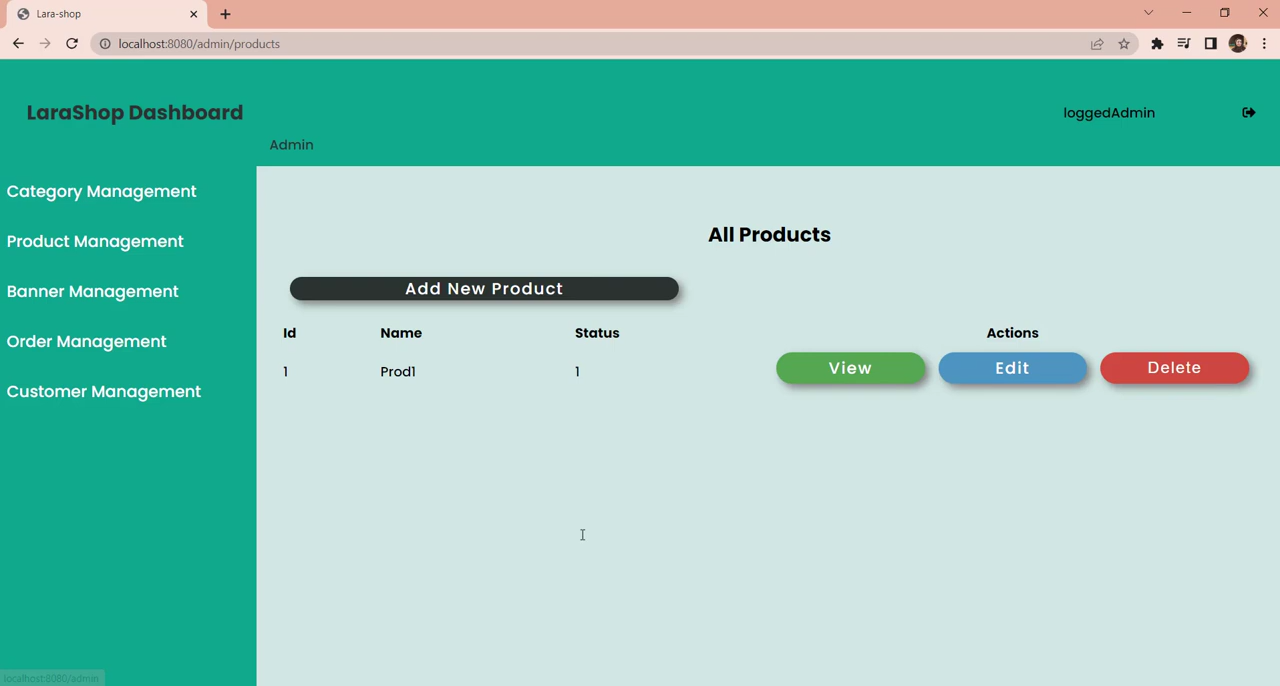 Lara-shop
localhost:8080/admin/products
LaraShop Dashboard
loggedAdmin
Admin
Category Management
Product Management
Banner Management
Order Management
Customer Management
All Products
Add New Product
Id Name Status Actions
1 Prod1 1 View Edit Delete
localhost:8080/admin